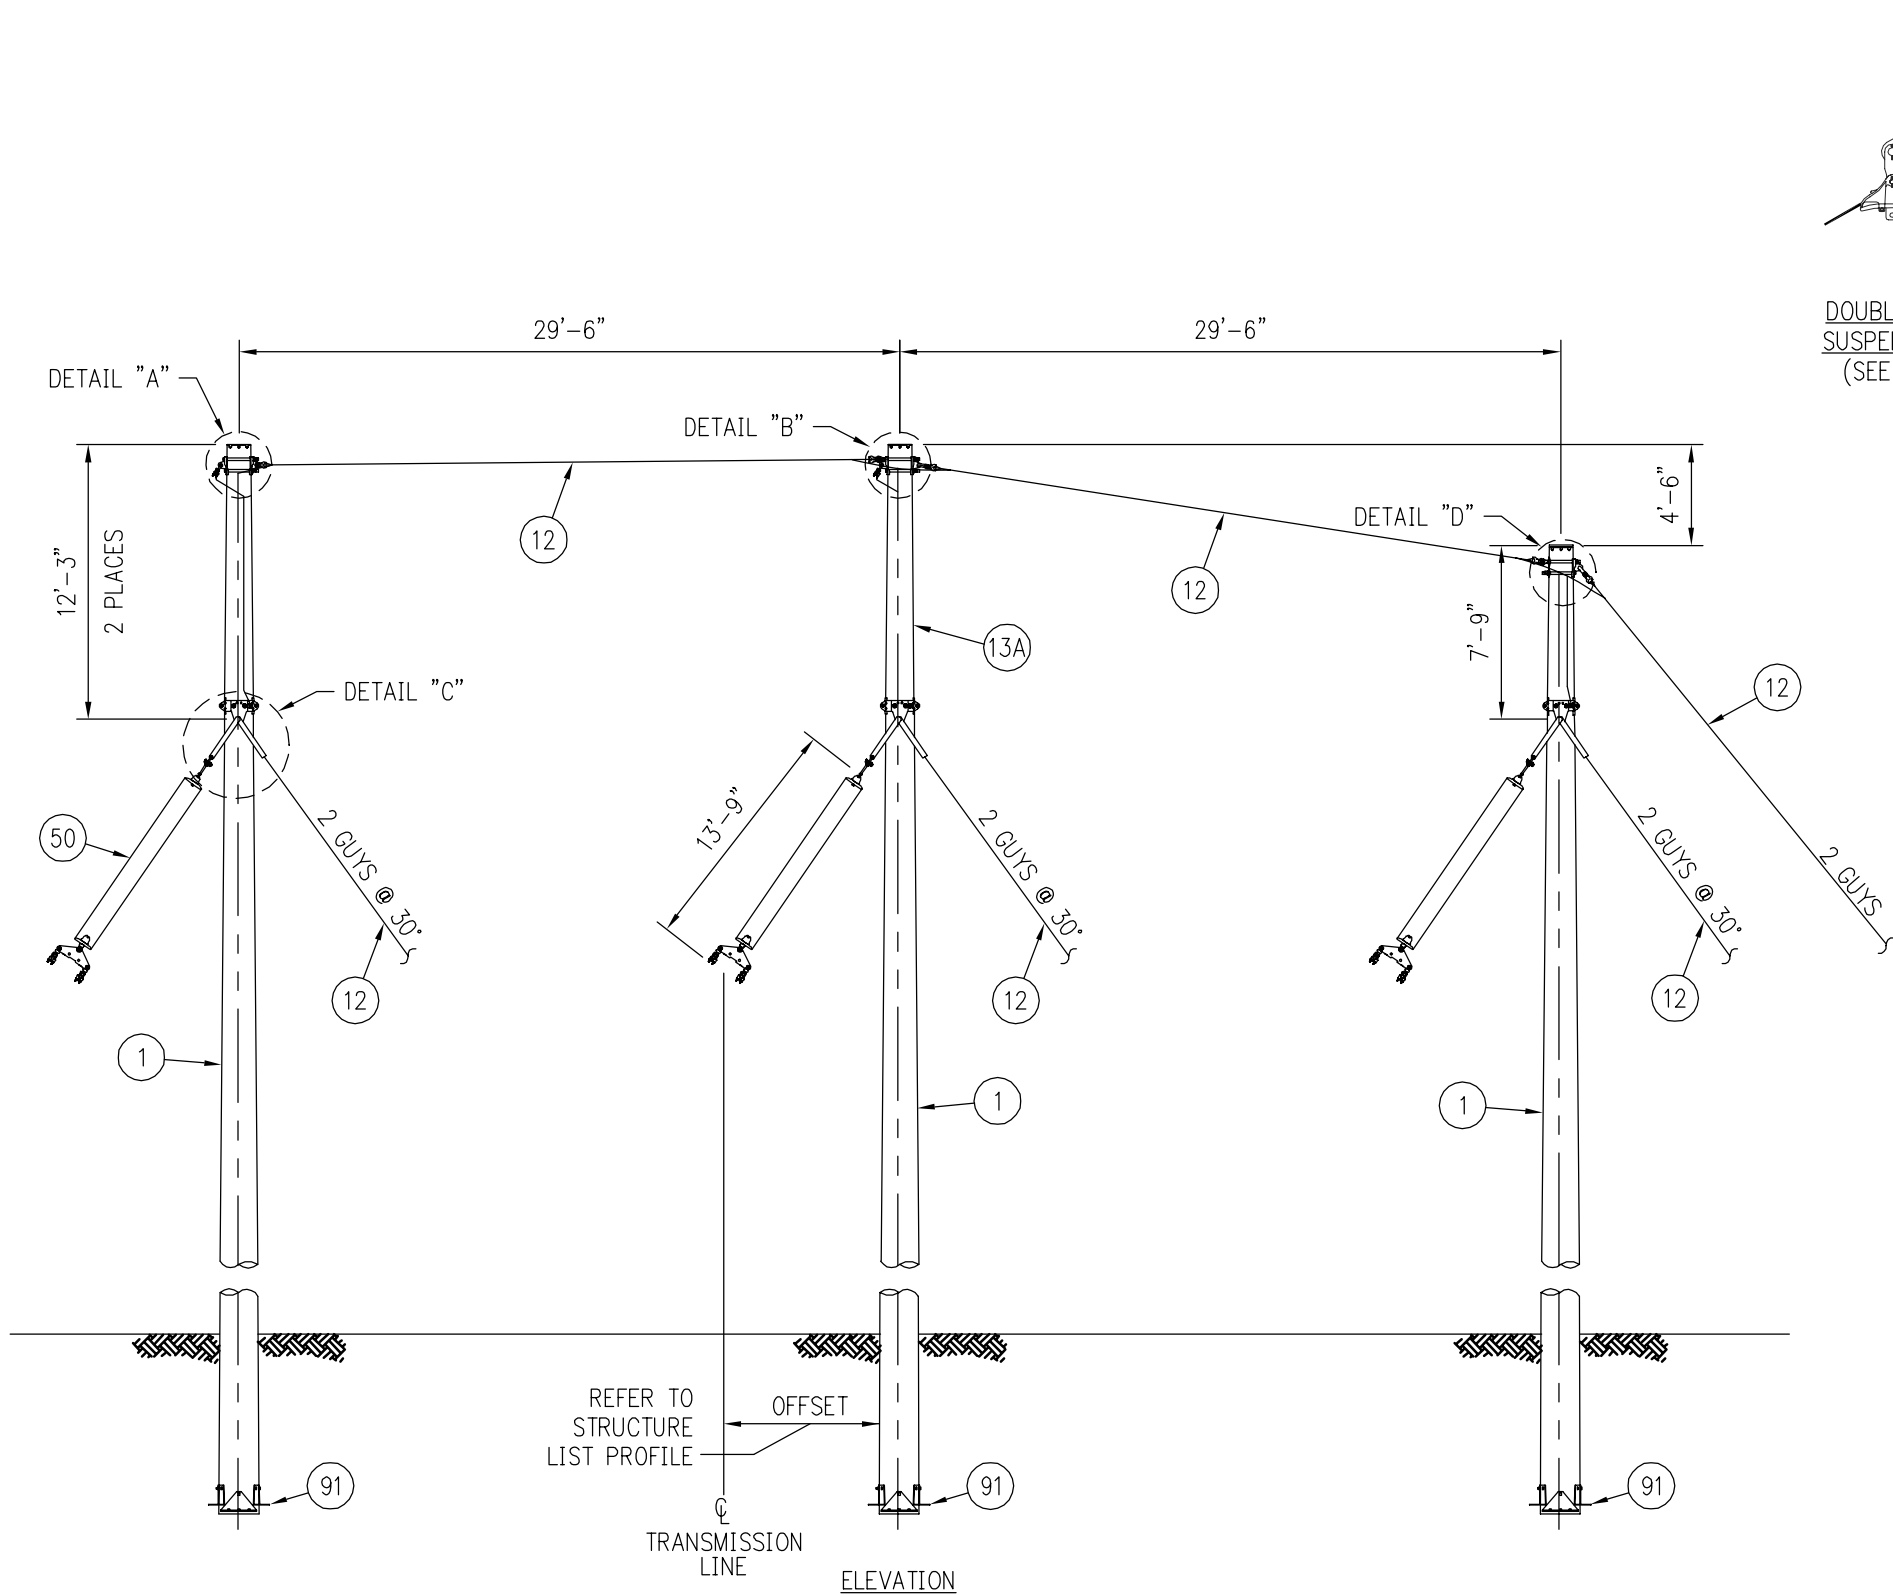 DOUBL
SUSPE
(SEE
29'-6"
29'-6"
DETAIL "A"
DETAIL "B"
DETAIL "D"
4'-6"
12'-3"
2 PLACES
12
12
7'-9"
13A
12
DETAIL "C"
13'-9"
50
2 GUYS @ 30°
2 GUYS @ 30°
2 GUYS @ 30°
2 GUYS
12
12
12
1
1
1
REFER TO
STRUCTURE
LIST PROFILE
OFFSET
91
91
91
℄
TRANSMISSION
LINE
ELEVATION